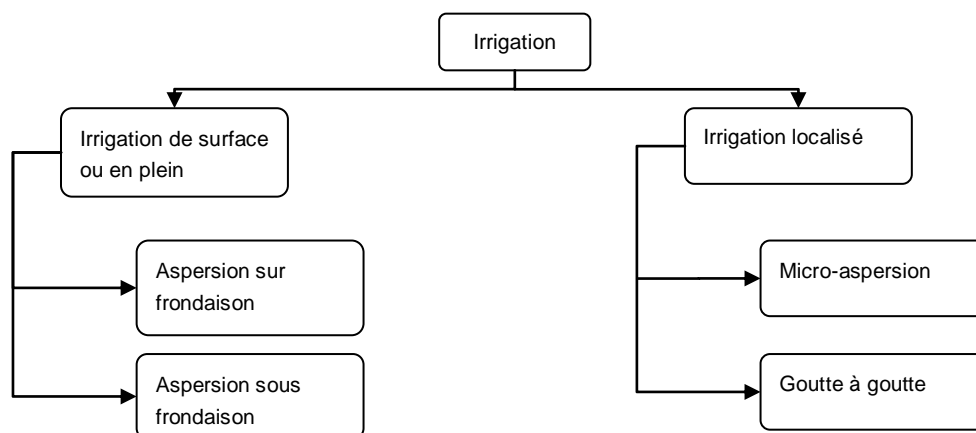 Irrigation
Irrigation de surface
ou en plein
Irrigation localisé
Aspersion sur
frondaison
Micro-aspersion
Aspersion sous
frondaison
Goutte à goutte